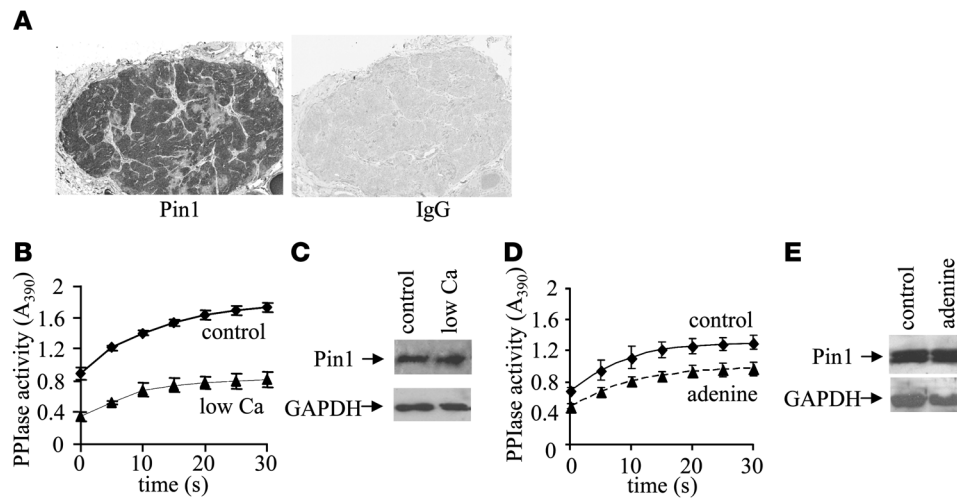 A
Pin1
IgG
B
PPIase activity (A390)
2
1.6
1.2
0.8
0.4
0
control
low Ca
0
10
20
30
time (s)
C
control
low Ca
Pin1
GAPDH
D
PPIase activity (A390)
2
1.6
1.2
0.8
0.4
0
control
adenine
0
10
20
30
time (s)
E
control
adenine
Pin1
GAPDH